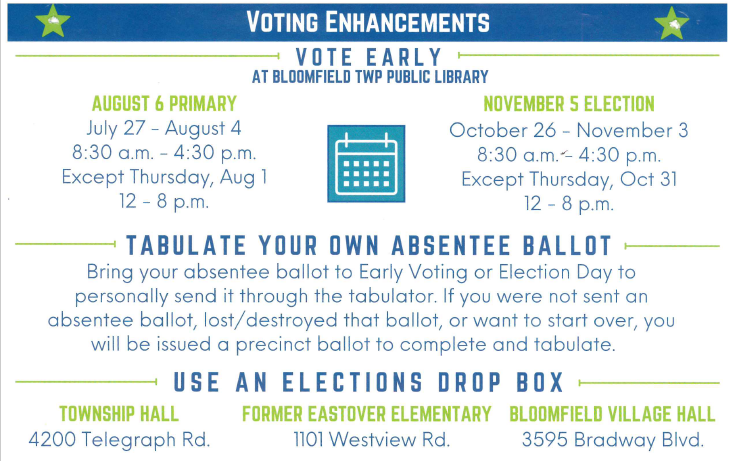 VOTING ENHANCEMENTS
VOTE EARLY
AT BLOOMFIELD TWP PUBLIC LIBRARY
AUGUST 6 PRIMARY
July 27 - August 4
8:30 a.m. - 4:30 p.m.
Except Thursday, Aug 1
12 - 8 p.m.
NOVEMBER 5 ELECTION
October 26 - November 3
8:30 a.m. - 4:30 p.m.
Except Thursday, Oct 31
12 - 8 p.m.
TABULATE YOUR OWN ABSENTEE BALLOT
Bring your absentee ballot to Early Voting or Election Day to
personally send it through the tabulator. If you were not sent an
absentee ballot, lost/destroyed that ballot, or want to start over, you
will be issued a precinct ballot to complete and tabulate.
USE AN ELECTIONS DROP BOX
TOWNSHIP HALL
4200 Telegraph Rd.
FORMER EASTOVER ELEMENTARY
1101 Westview Rd.
BLOOMFIELD VILLAGE HALL
3595 Bradway Blvd.